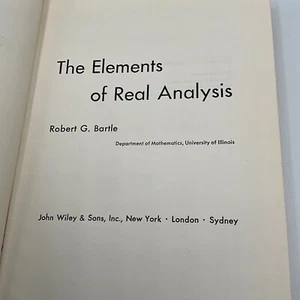 The Elements
of Real Analysis
Robert G. Bartle
Department of Mathematics, University of Illinois
John Wiley & Sons, Inc., New York · London · Sydney